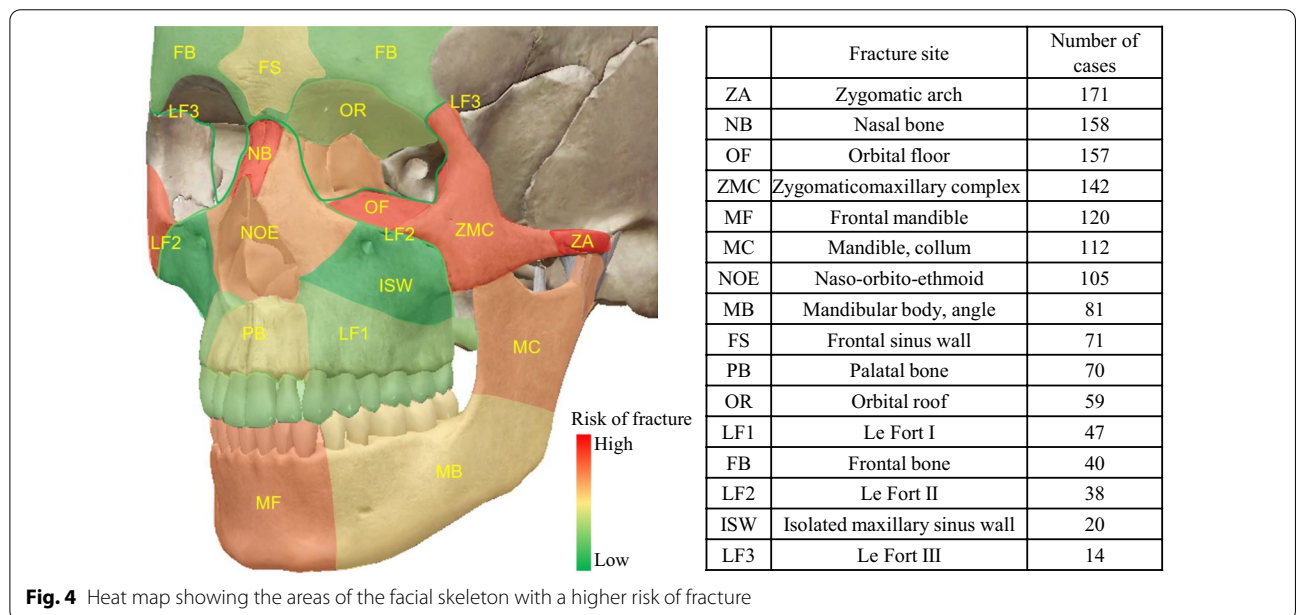 FB
FS
FB
LF3
OR
LF3
NB
OF
LF2
NOE
LF2
ZMC
ZA
ISW
PB
LF1
MC
MB
MF
Risk of fracture
High
Low
Fracture site Number of cases
ZA Zygomatic arch 171
NB Nasal bone 158
OF Orbital floor 157
ZMC Zygomaticomaxillary complex 142
MF Frontal mandible 120
MC Mandible, collum 112
NOE Naso-orbito-ethmoid 105
MB Mandibular body, angle 81
FS Frontal sinus wall 71
PB Palatal bone 70
OR Orbital roof 59
LF1 Le Fort I 47
FB Frontal bone 40
LF2 Le Fort II 38
ISW Isolated maxillary sinus wall 20
LF3 Le Fort III 14
Fig. 4 Heat map showing the areas of the facial skeleton with a higher risk of fracture